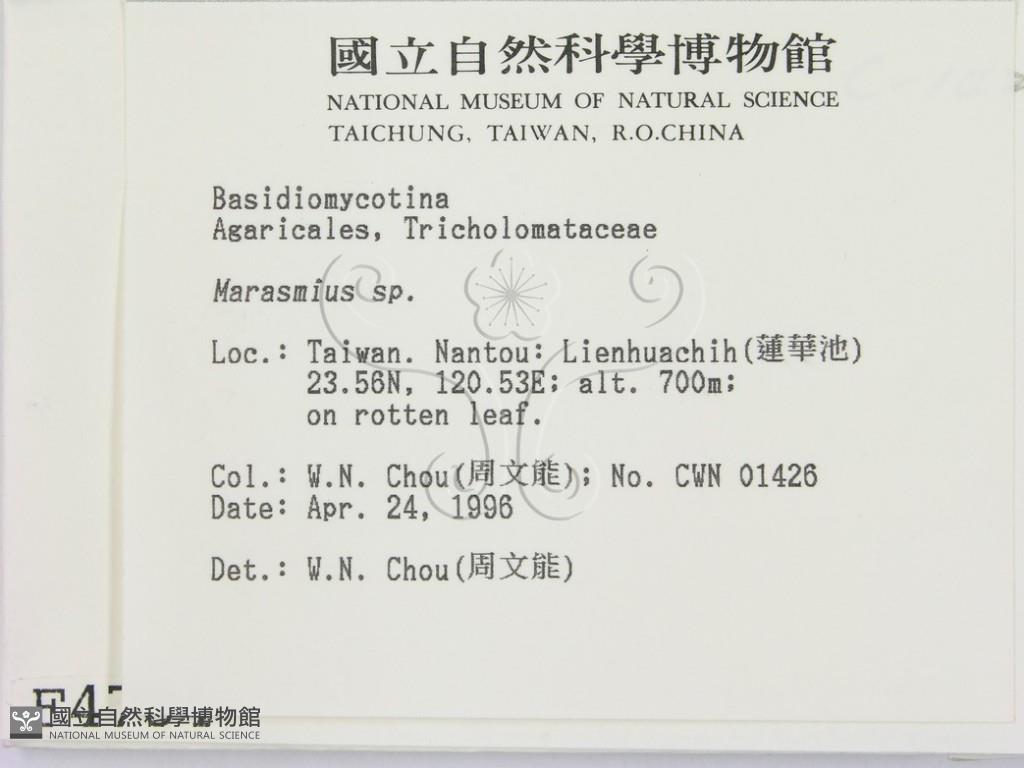 國立自然科學博物館
NATIONAL MUSEUM OF NATURAL SCIENCE
TAICHUNG, TAIWAN, R.O.CHINA
Basidiomycotina
Agaricales, Tricholomataceae
Marasmius sp.
Loc.: Taiwan. Nantou: Lienhuachih(蓮華池)
23.56N, 120.53E; alt. 700m;
on rotten leaf.
Col.: W.N. Chou(周文能); No. CWN 01426
Date: Apr. 24, 1996
Det.: W.N. Chou(周文能)
國立自然科學博物館
NATIONAL MUSEUM OF NATURAL SCIENCE